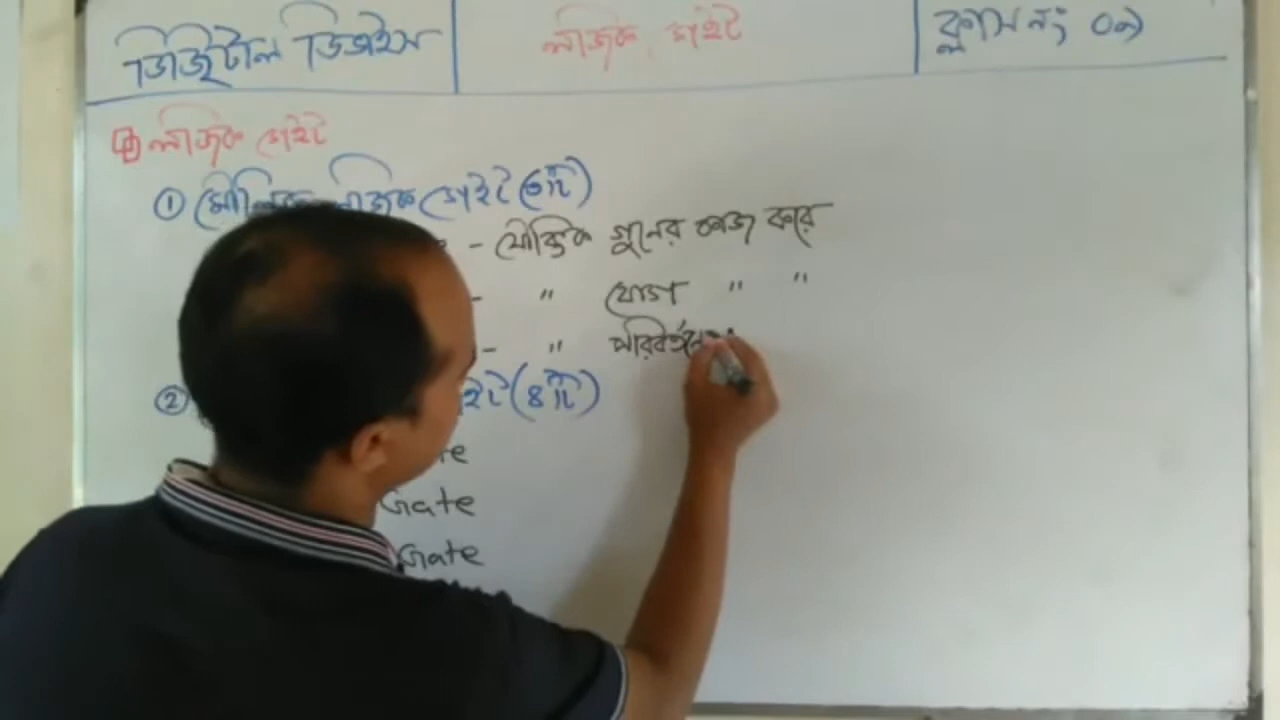 ডিজিটাল ডিভাইস
লজিক গেইট
ক্লাস নং; ০৯
লজিক গেইট
① মৌলিক লজিক গেইট (৩টি)
- যৌক্তিক গুনের কাজ করে
- " যোগ " "
- " পরিবর্তনের
② ইট (৪টি)
Gate
Gate